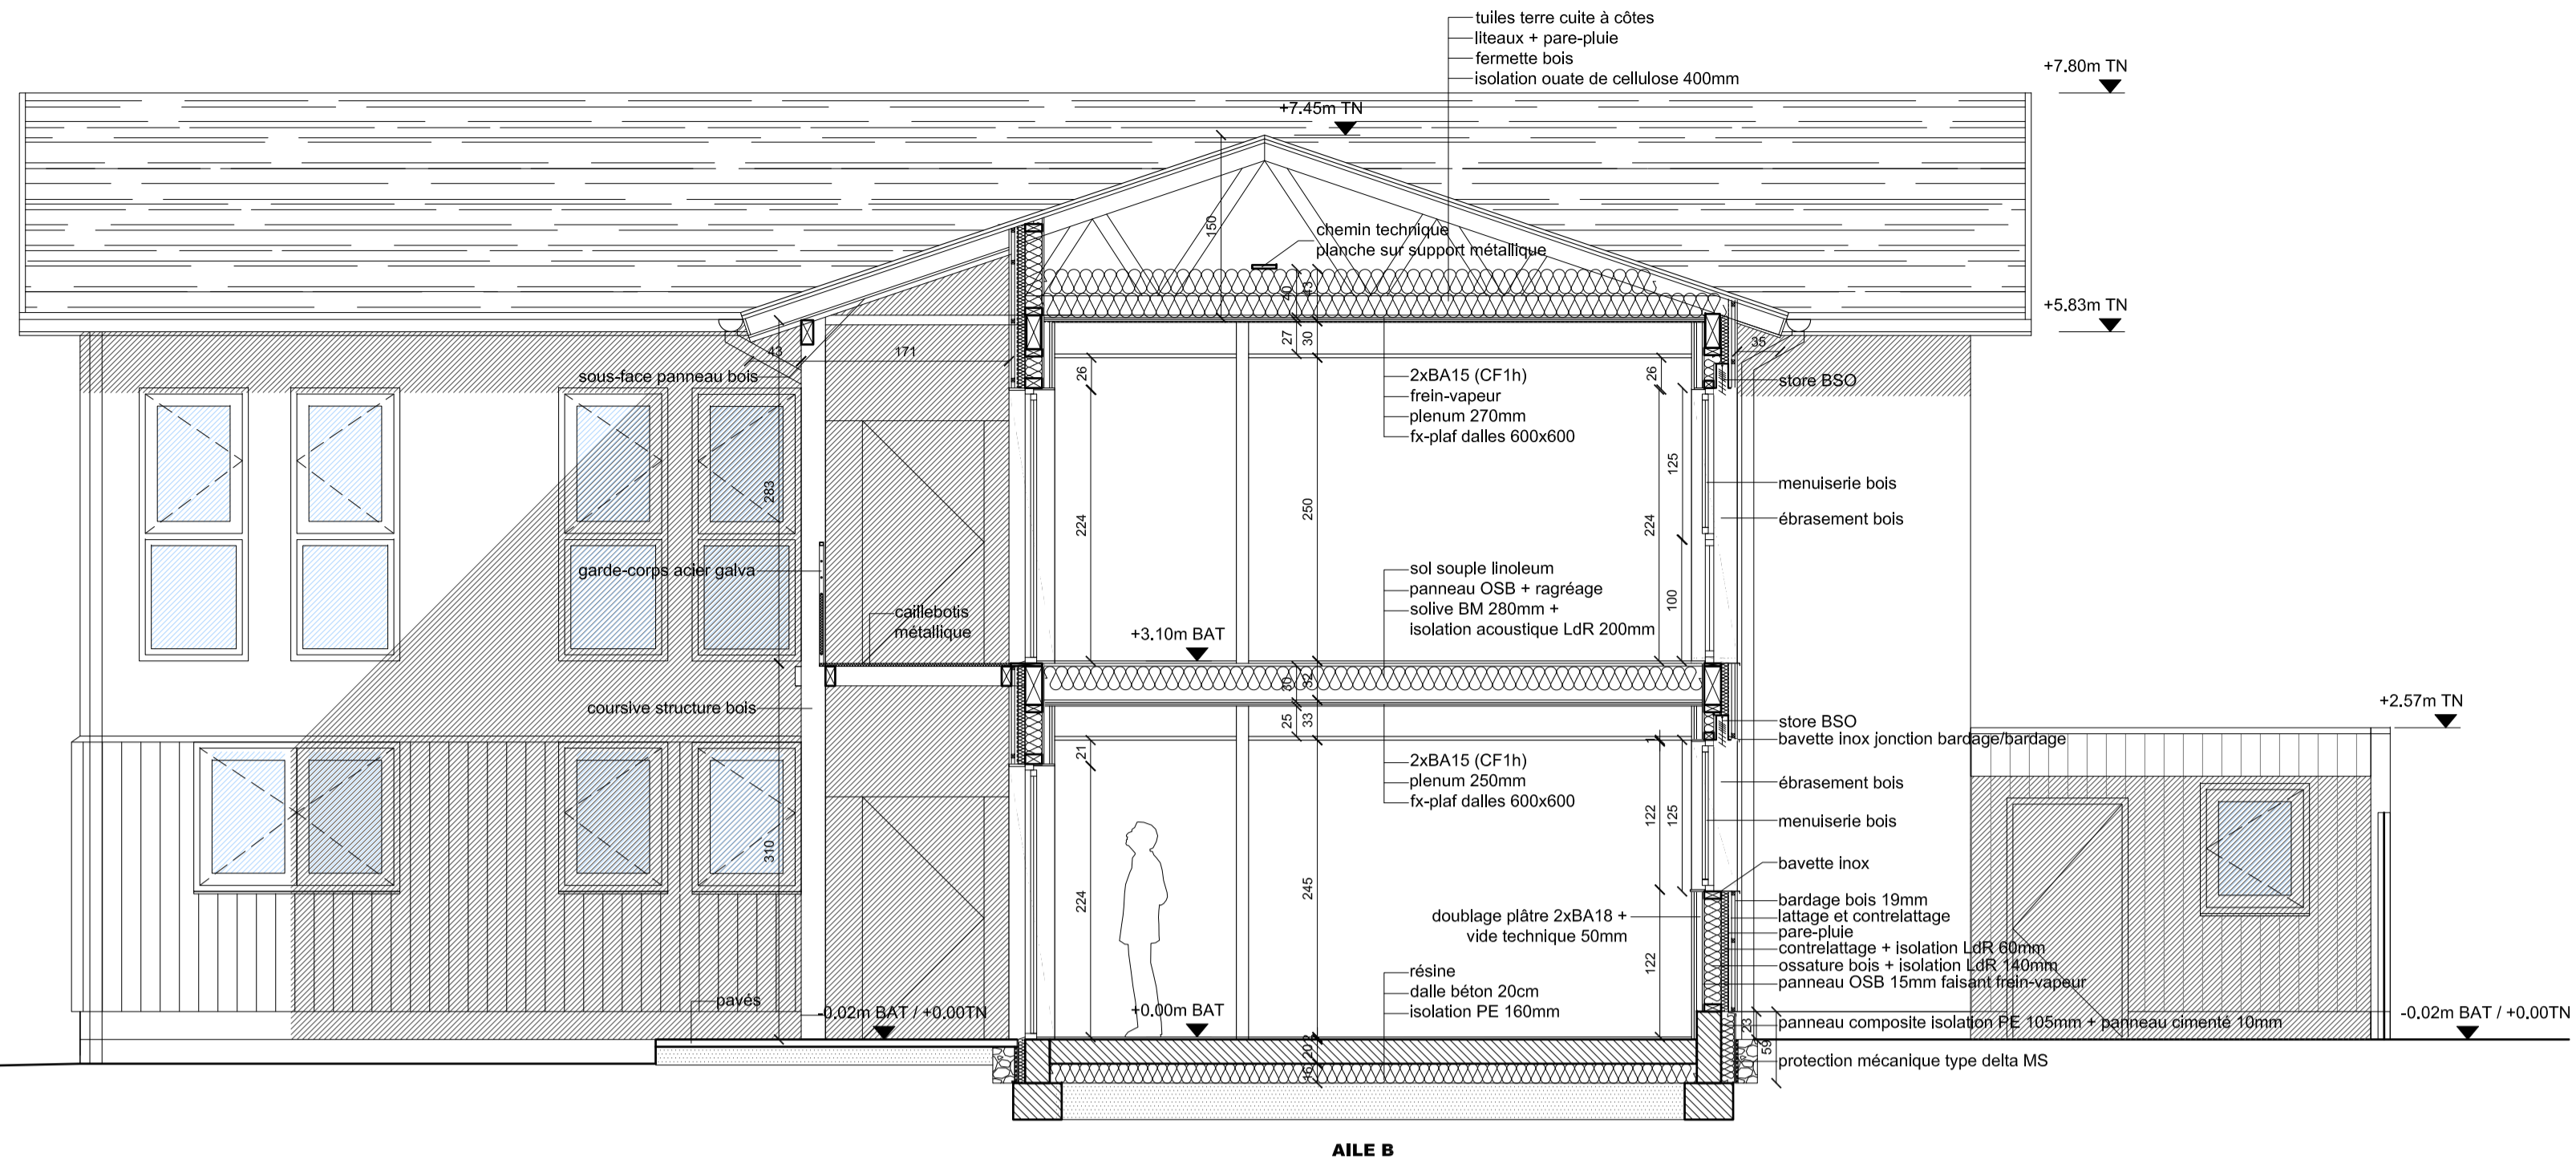 tuiles terre cuite à côtes
liteaux + pare-pluie
fermette bois
isolation ouate de cellulose 400mm
+7.80m TN
+7.45m TN
150
chemin technique
planche sur support métallique
40
43
+5.83m TN
27
30
43
171
35
sous-face panneau bois
26
26
store BSO
2xBA15 (CF1h)
frein-vapeur
plenum 270mm
fx-plaf dalles 600x600
283
224
250
224
125
menuiserie bois
ébrasement bois
garde-corps acier galva
caillebotis
métallique
sol souple linoleum
panneau OSB + ragréage
solive BM 280mm +
isolation acoustique LdR 200mm
100
+3.10m BAT
30
32
coursive structure bois
+2.57m TN
25
33
store BSO
bavette inox jonction bardage/bardage
21
1
2xBA15 (CF1h)
plenum 250mm
fx-plaf dalles 600x600
ébrasement bois
122
125
menuiserie bois
310
bavette inox
224
245
bardage bois 19mm
doublage plâtre 2xBA18 +
vide technique 50mm
lattage et contrelattage
pare-pluie
contrelattage + isolation LdR 60mm
122
ossature bois + isolation LdR 140mm
panneau OSB 15mm faisant frein-vapeur
résine
dalle béton 20cm
isolation PE 160mm
pavés
-0.02m BAT / +0.00TN
+0.00m BAT
23
panneau composite isolation PE 105mm + panneau cimenté 10mm
-0.02m BAT / +0.00TN
20
2
59
protection mécanique type delta MS
16
AILE B